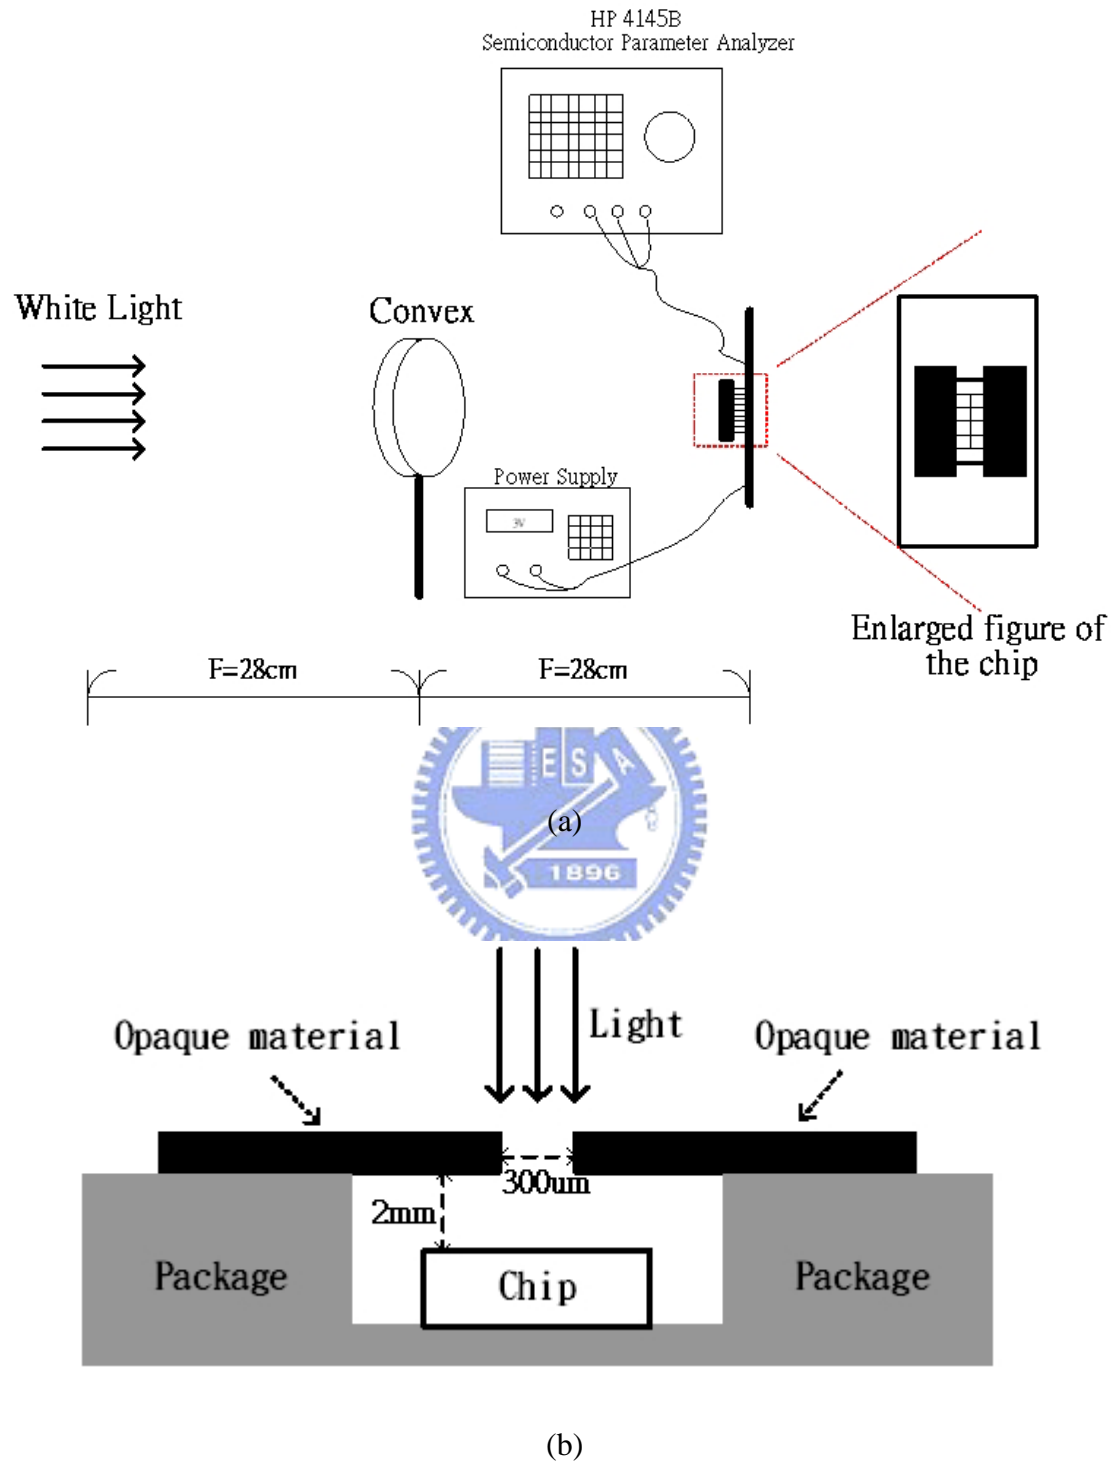 HP 4145B
Semiconductor Parameter Analyzer
White Light
Convex
Power Supply
3V
Enlarged figure of
the chip
F=28cm
F=28cm
E S A
(a)
1896
Light
Opaque material
Opaque material
300um
2mm
Package
Chip
Package
(b)